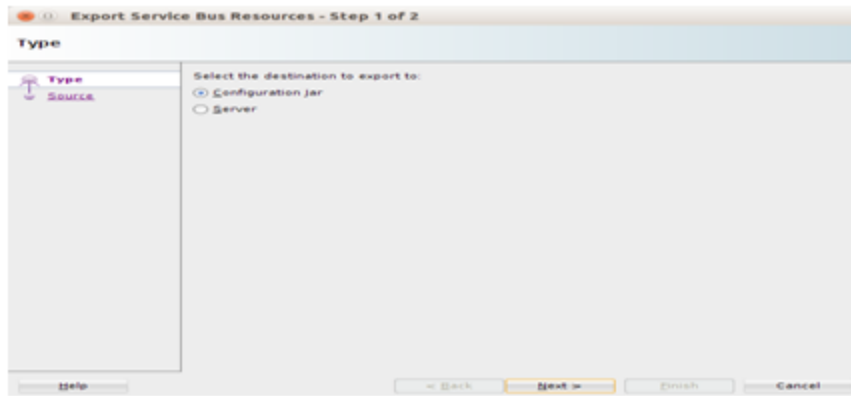 Export Service Bus Resources - Step 1 of 2
Type
Type
Source
Select the destination to export to:
Configuration Jar
Server
Help
< Back
Next >
Finish
Cancel